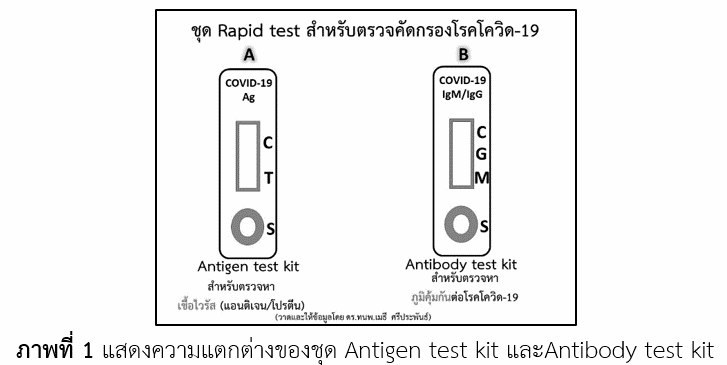 ชุด Rapid test สำหรับตรวจคัดกรองโรคโควิด-19
A
B
COVID-19
Ag
C
T
S
Antigen test kit
สำหรับตรวจหา
เชื้อไวรัส (แอนติเจน/โปรตีน)
COVID-19
IgM/IgG
C
G
M
S
Antibody test kit
สำหรับตรวจหา
ภูมิคุ้มกันต่อโรคโควิด-19
(วาดและให้ข้อมูลโดย ดร.ทนพ.เมธี ศรีประพันธ์)
ภาพที่ 1 แสดงความแตกต่างของชุด Antigen test kit และAntibody test kit